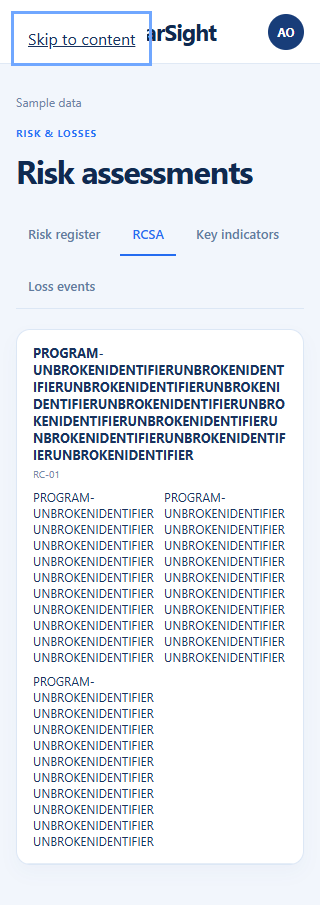 Skip to content
arSight
AO
Sample data
RISK & LOSSES
Risk assessments
Risk register
RCSA
Key indicators
Loss events
PROGRAM-
UNBROKENIDENTIFIERUNBROKENIDENT
IFIERUNBROKENIDENTIFIERUNBROKENI
DENTIFIERUNBROKENIDENTIFIERUNBRO
KENIDENTIFIERUNBROKENIDENTIFIERU
NBROKENIDENTIFIERUNBROKENIDENTIF
IERUNBROKENIDENTIFIER
RC-01
PROGRAM-
UNBROKENIDENTIFIER
UNBROKENIDENTIFIER
UNBROKENIDENTIFIER
UNBROKENIDENTIFIER
UNBROKENIDENTIFIER
UNBROKENIDENTIFIER
UNBROKENIDENTIFIER
UNBROKENIDENTIFIER
UNBROKENIDENTIFIER
UNBROKENIDENTIFIER
PROGRAM-
UNBROKENIDENTIFIER
UNBROKENIDENTIFIER
UNBROKENIDENTIFIER
UNBROKENIDENTIFIER
UNBROKENIDENTIFIER
UNBROKENIDENTIFIER
UNBROKENIDENTIFIER
UNBROKENIDENTIFIER
UNBROKENIDENTIFIER
UNBROKENIDENTIFIER
PROGRAM-
UNBROKENIDENTIFIER
UNBROKENIDENTIFIER
UNBROKENIDENTIFIER
UNBROKENIDENTIFIER
UNBROKENIDENTIFIER
UNBROKENIDENTIFIER
UNBROKENIDENTIFIER
UNBROKENIDENTIFIER
UNBROKENIDENTIFIER
UNBROKENIDENTIFIER